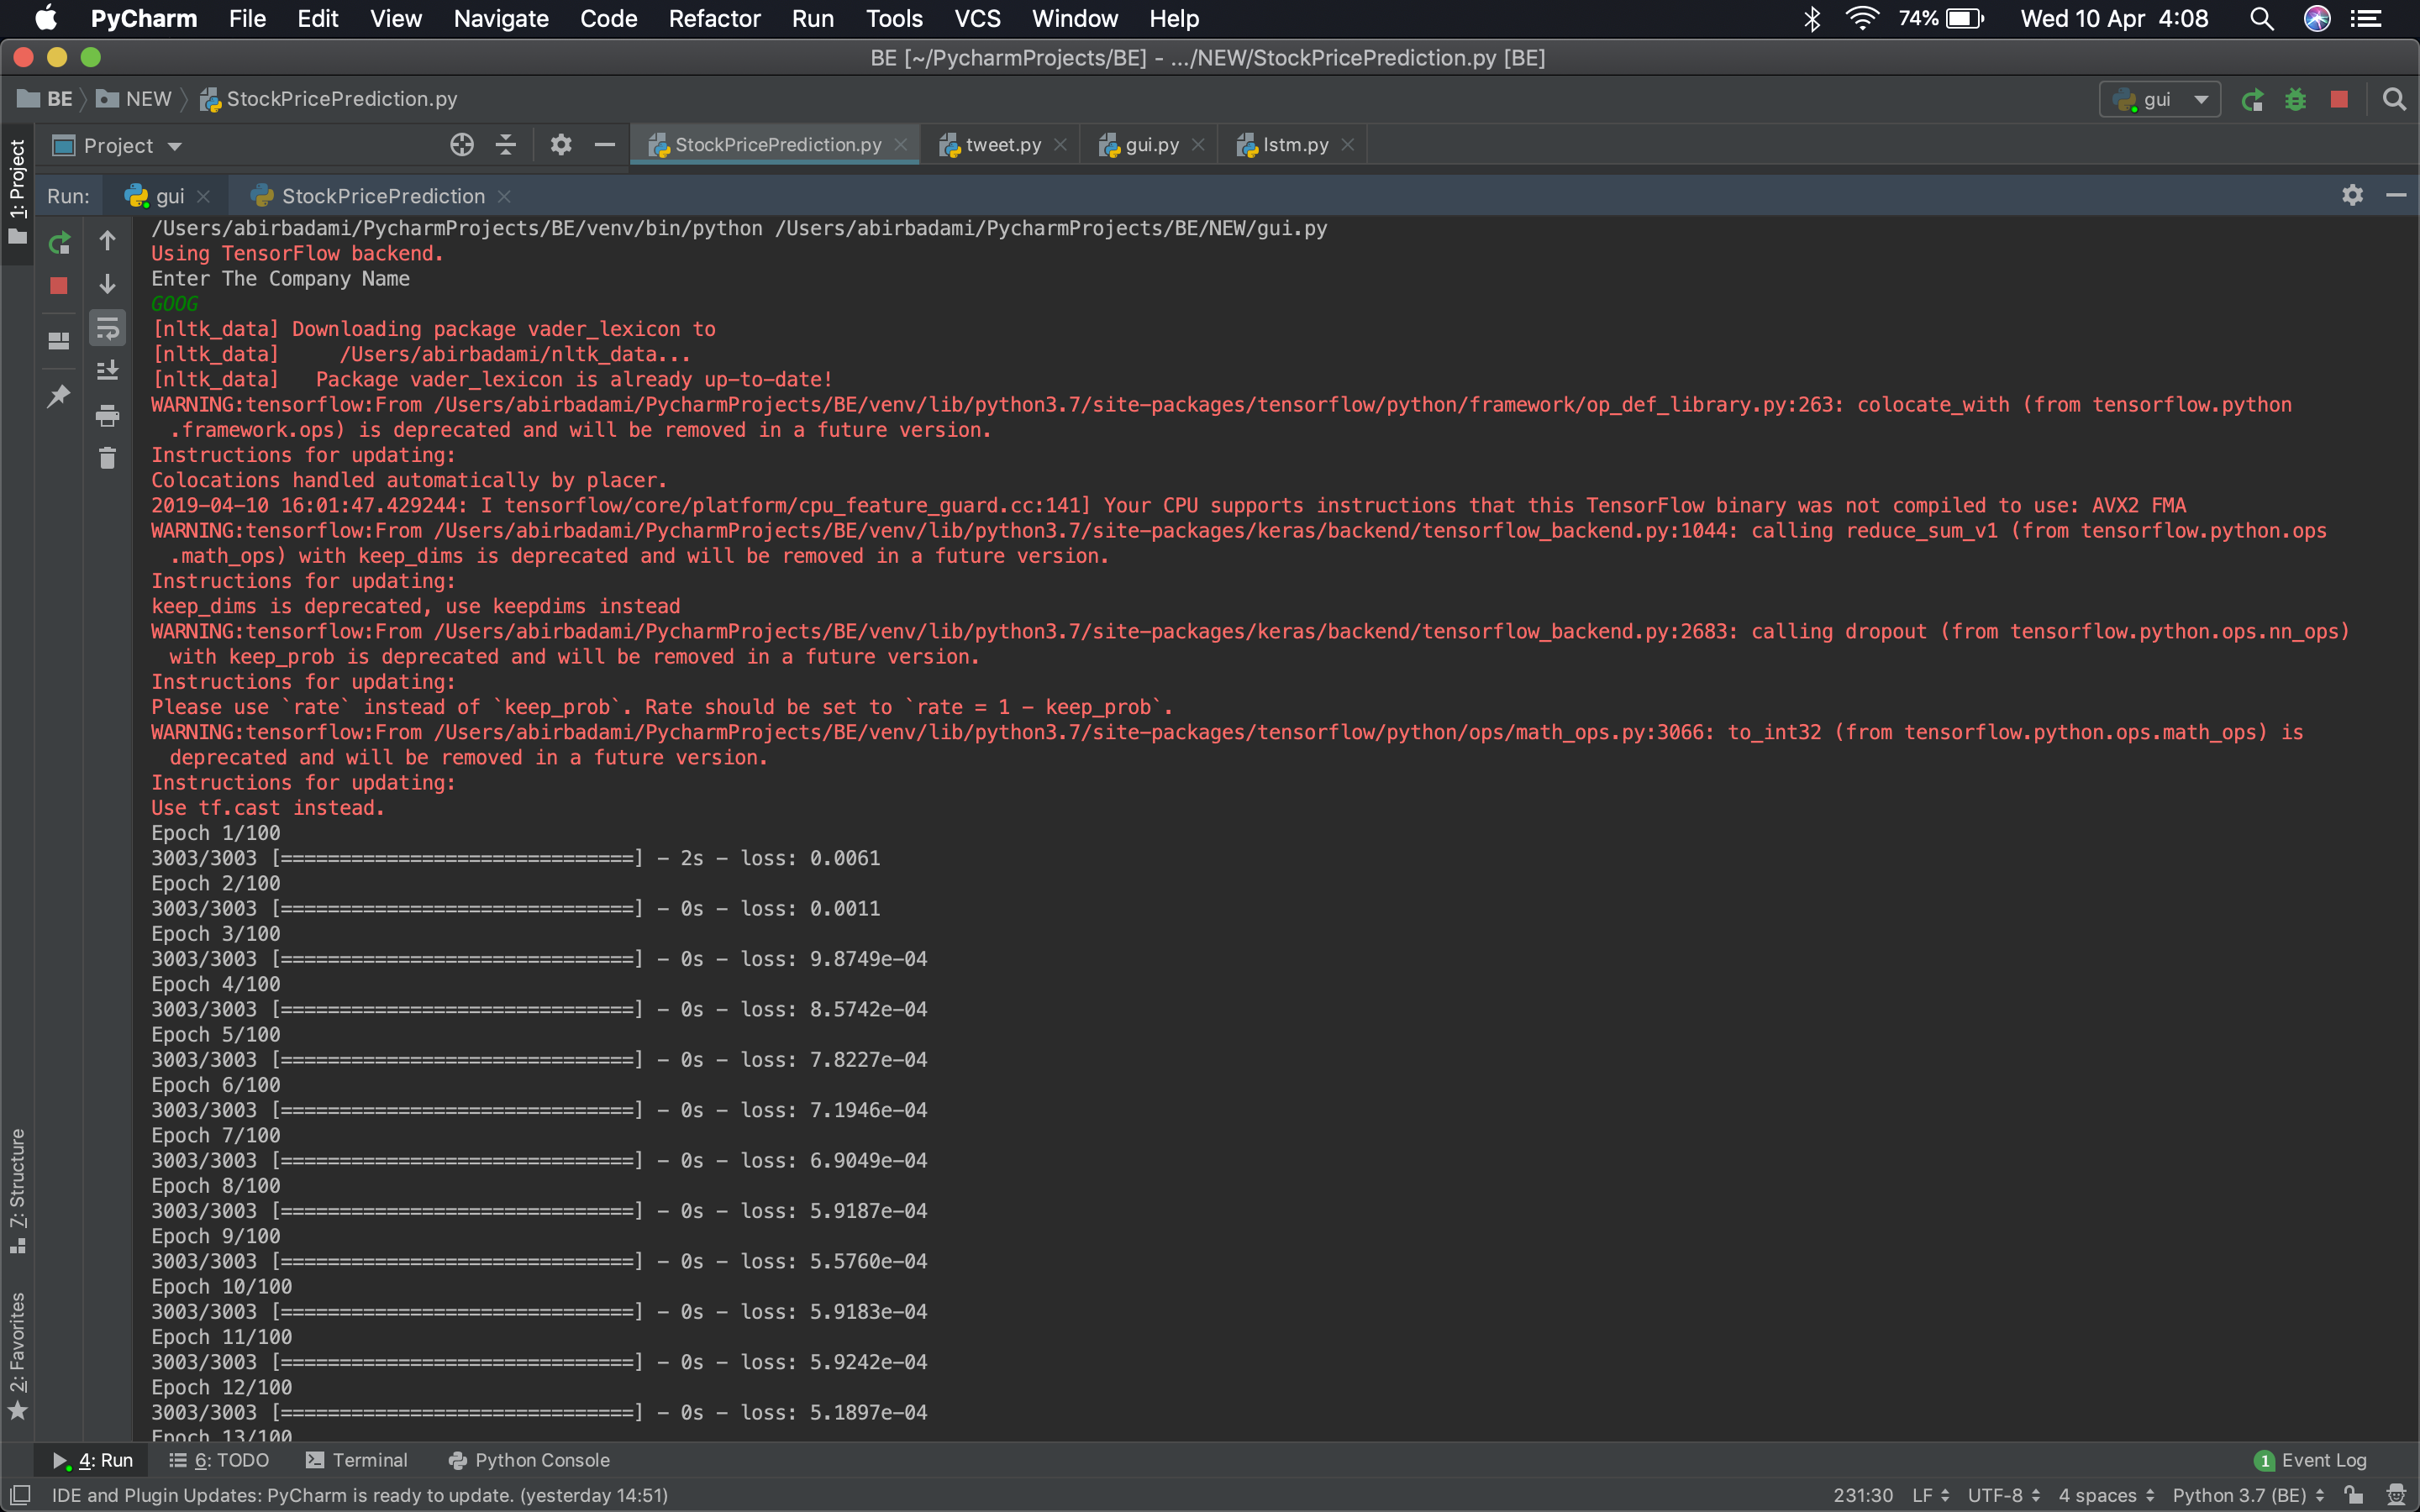 PyCharm File Edit View Navigate Code Refactor Run Tools VCS Window Help 74% Wed 10 Apr 4:08
BE [~/PycharmProjects/BE] - .../NEW/StockPricePrediction.py [BE]
BE NEW StockPricePrediction.py gui
Project StockPricePrediction.py tweet.py gui.py lstm.py
1: Project
Run: gui StockPricePrediction
/Users/abirbadami/PycharmProjects/BE/venv/bin/python /Users/abirbadami/PycharmProjects/BE/NEW/gui.py
Using TensorFlow backend.
Enter The Company Name
GOOG
[nltk_data] Downloading package vader_lexicon to
[nltk_data]     /Users/abirbadami/nltk_data...
[nltk_data]   Package vader_lexicon is already up-to-date!
WARNING:tensorflow:From /Users/abirbadami/PycharmProjects/BE/venv/lib/python3.7/site-packages/tensorflow/python/framework/op_def_library.py:263: colocate_with (from tensorflow.python
.framework.ops) is deprecated and will be removed in a future version.
Instructions for updating:
Colocations handled automatically by placer.
2019-04-10 16:01:47.429244: I tensorflow/core/platform/cpu_feature_guard.cc:141] Your CPU supports instructions that this TensorFlow binary was not compiled to use: AVX2 FMA
WARNING:tensorflow:From /Users/abirbadami/PycharmProjects/BE/venv/lib/python3.7/site-packages/keras/backend/tensorflow_backend.py:1044: calling reduce_sum_v1 (from tensorflow.python.ops
.math_ops) with keep_dims is deprecated and will be removed in a future version.
Instructions for updating:
keep_dims is deprecated, use keepdims instead
WARNING:tensorflow:From /Users/abirbadami/PycharmProjects/BE/venv/lib/python3.7/site-packages/keras/backend/tensorflow_backend.py:2683: calling dropout (from tensorflow.python.ops.nn_ops)
with keep_prob is deprecated and will be removed in a future version.
Instructions for updating:
Please use `rate` instead of `keep_prob`. Rate should be set to `rate = 1 - keep_prob`.
WARNING:tensorflow:From /Users/abirbadami/PycharmProjects/BE/venv/lib/python3.7/site-packages/tensorflow/python/ops/math_ops.py:3066: to_int32 (from tensorflow.python.ops.math_ops) is
deprecated and will be removed in a future version.
Instructions for updating:
Use tf.cast instead.
Epoch 1/100
3003/3003 [==============================] - 2s - loss: 0.0061
Epoch 2/100
3003/3003 [==============================] - 0s - loss: 0.0011
Epoch 3/100
3003/3003 [==============================] - 0s - loss: 9.8749e-04
Epoch 4/100
3003/3003 [==============================] - 0s - loss: 8.5742e-04
Epoch 5/100
3003/3003 [==============================] - 0s - loss: 7.8227e-04
Epoch 6/100
3003/3003 [==============================] - 0s - loss: 7.1946e-04
Epoch 7/100
3003/3003 [==============================] - 0s - loss: 6.9049e-04
Epoch 8/100
3003/3003 [==============================] - 0s - loss: 5.9187e-04
Epoch 9/100
3003/3003 [==============================] - 0s - loss: 5.5760e-04
Epoch 10/100
3003/3003 [==============================] - 0s - loss: 5.9183e-04
Epoch 11/100
3003/3003 [==============================] - 0s - loss: 5.9242e-04
Epoch 12/100
3003/3003 [==============================] - 0s - loss: 5.1897e-04
Epoch 13/100
7: Structure
2: Favorites
4: Run 6: TODO Terminal Python Console 1 Event Log
IDE and Plugin Updates: PyCharm is ready to update. (yesterday 14:51) 231:30 LF UTF-8 4 spaces Python 3.7 (BE)